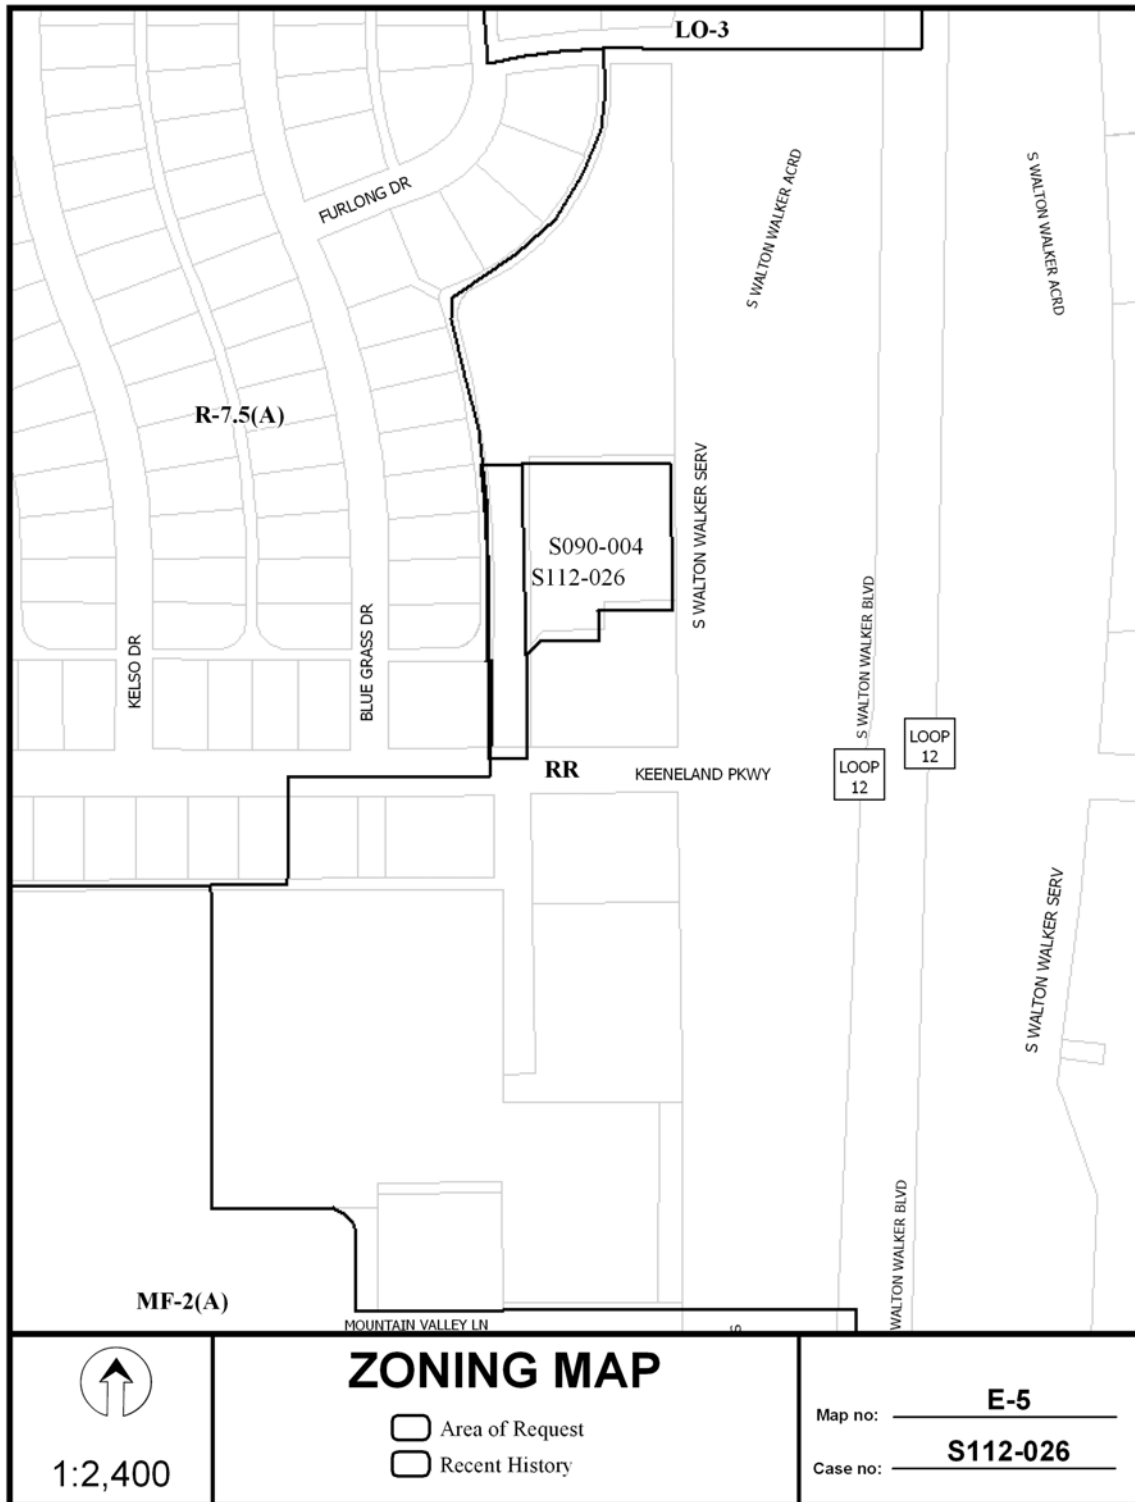 LO-3
S WALTON WALKER ACRD
S WALTON WALKER ACRD
FURLONG DR
R-7.5(A)
S WALTON WALKER SERV
S090-004
S112-026
S WALTON WALKER BLVD
KELSO DR
BLUE GRASS DR
LOOP
12
LOOP
12
RR
KEENELAND PKWY
S WALTON WALKER SERV
WALTON WALKER BLVD
MF-2(A)
MOUNTAIN VALLEY LN
S
1:2,400
ZONING MAP
Area of Request
Recent History
Map no: E-5
Case no: S112-026